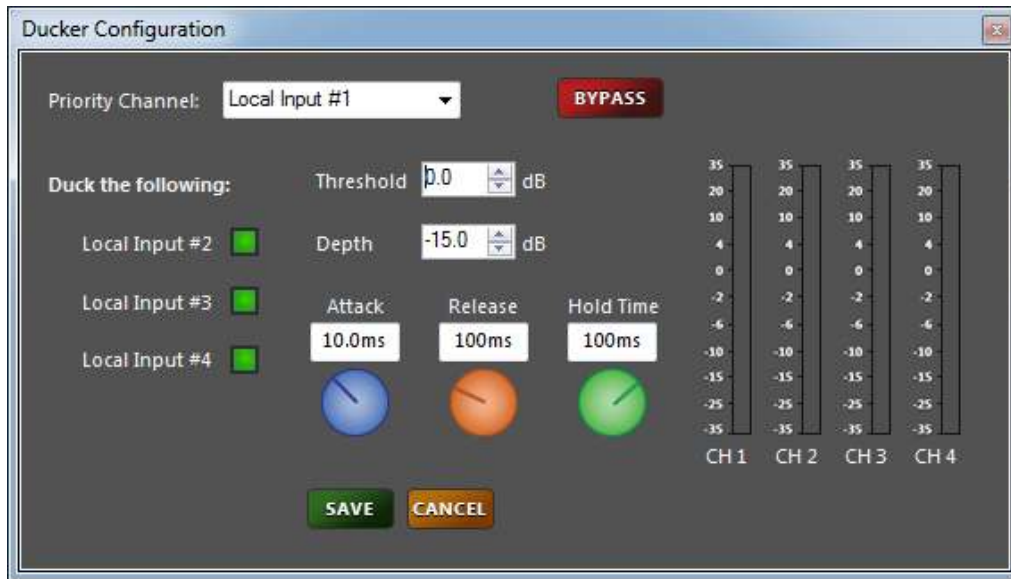 Ducker Configuration
Priority Channel: Local Input #1 BYPASS
Duck the following: Threshold 0.0 dB
Local Input #2 Depth -15.0 dB
Local Input #3
Local Input #4
Attack Release Hold Time
10.0ms 100ms 100ms
35 35 35 35
20 20 20 20
10 10 10 10
4 4 4 4
0 0 0 0
-2 -2 -2 -2
-6 -6 -6 -6
-10 -10 -10 -10
-15 -15 -15 -15
-25 -25 -25 -25
-35 -35 -35 -35
CH 1 CH 2 CH 3 CH 4
SAVE CANCEL